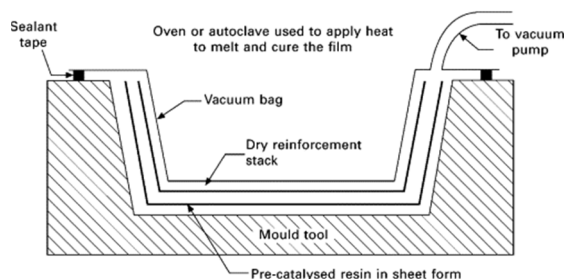 Sealant
tape
Oven or autoclave used to apply heat
to melt and cure the film
To vacuum
pump
Vacuum bag
Dry reinforcement
stack
Mould tool
Pre-catalysed resin in sheet form